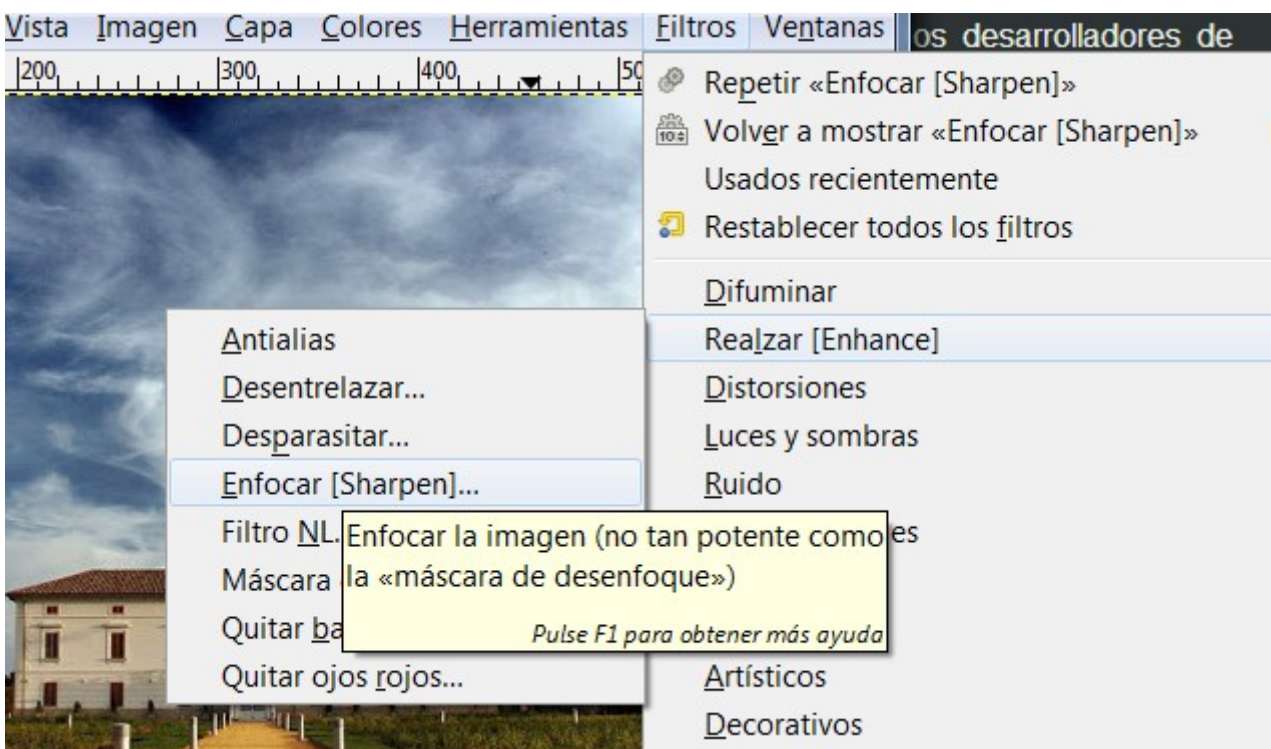 Vista Imagen Capa Colores Herramientas Filtros Ventanas
os desarrolladores de
200 300 400 50
Repetir «Enfocar [Sharpen]»
Volver a mostrar «Enfocar [Sharpen]»
Usados recientemente
Restablecer todos los filtros
Difuminar
Realzar [Enhance]
Distorsiones
Luces y sombras
Ruido
es
Artísticos
Decorativos
Antialias
Desentrelazar...
Desparasitar...
Enfocar [Sharpen]...
Filtro NL.
Máscara
Quitar ba
Quitar ojos rojos...
Enfocar la imagen (no tan potente como
la «máscara de desenfoque»)
Pulse F1 para obtener más ayuda